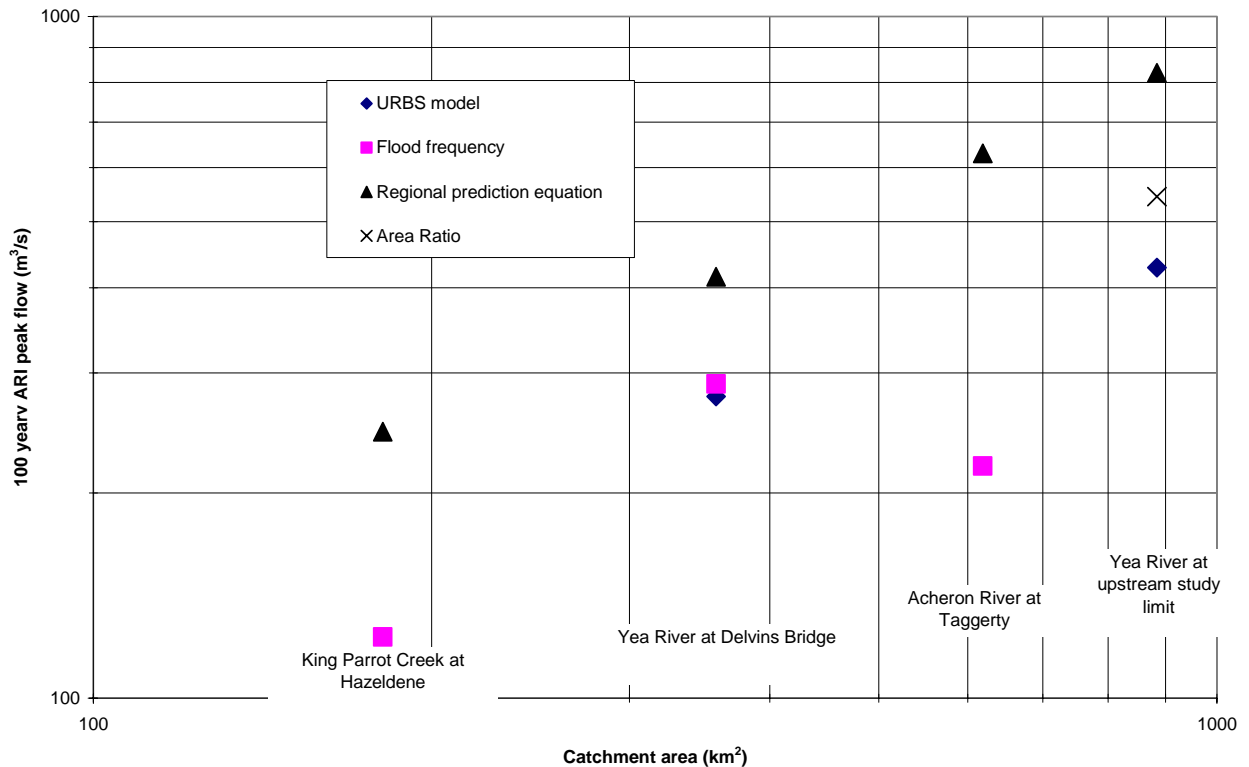 1000
URBS model
Flood frequency
Regional prediction equation
Area Ratio
100 yearv ARI peak flow (m³/s)
Yea River at
upstream study
limit
Acheron River at
Taggerty
Yea River at Delvins Bridge
King Parrot Creek at
Hazeldene
100
100
1000
Catchment area (km²)